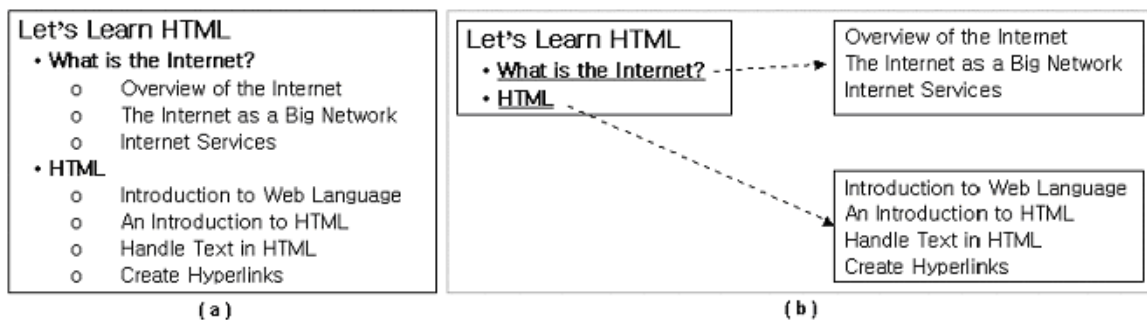 Let's Learn HTML
• What is the Internet?
o Overview of the Internet
o The Internet as a Big Network
o Internet Services
• HTML
o Introduction to Web Language
o An Introduction to HTML
o Handle Text in HTML
o Create Hyperlinks
(a)
Let's Learn HTML
• What is the Internet?
• HTML
Overview of the Internet
The Internet as a Big Network
Internet Services
Introduction to Web Language
An Introduction to HTML
Handle Text in HTML
Create Hyperlinks
(b)